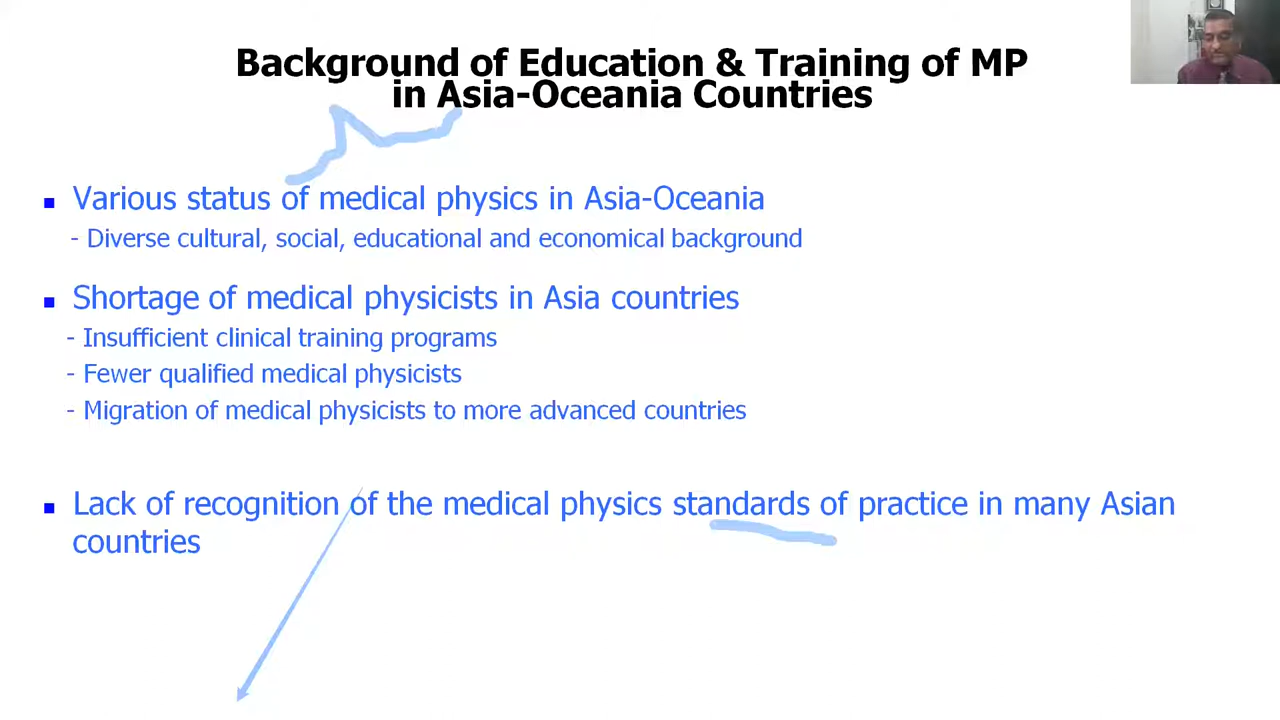 Background of Education & Training of MP
in Asia-Oceania Countries
▪ Various status of medical physics in Asia-Oceania
- Diverse cultural, social, educational and economical background
▪ Shortage of medical physicists in Asia countries
- Insufficient clinical training programs
- Fewer qualified medical physicists
- Migration of medical physicists to more advanced countries
▪ Lack of recognition of the medical physics standards of practice in many Asian
countries